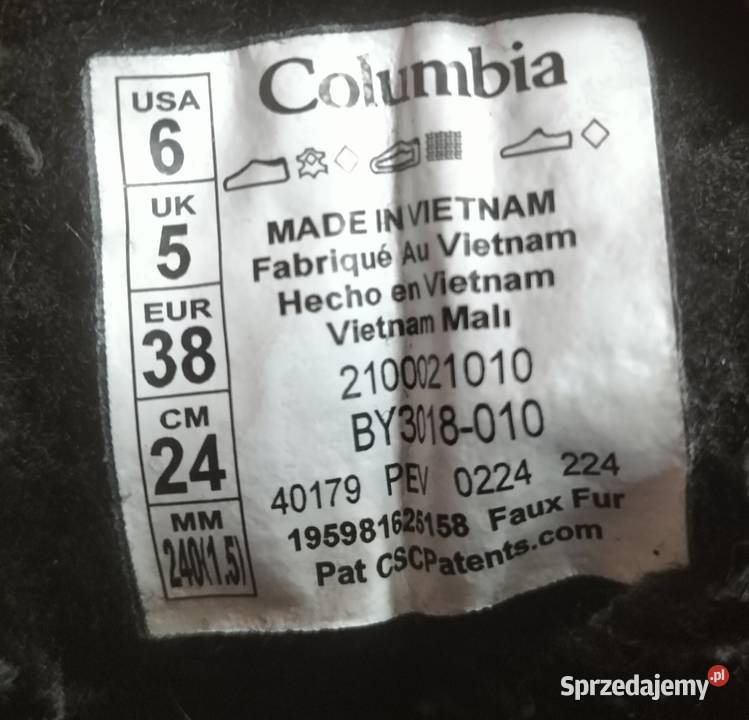 Columbia
USA
6
UK
5
EUR
38
CM
24
MM
240(1.5)
MADE IN VIETNAM
Fabriqué Au Vietnam
Hecho en Vietnam
Vietnam Malı
2100021010
BY3018-010
40179 PEV 0224 224
195981626158 Faux Fur
Pat CSCPatents.com
Sprzedajemy.pl